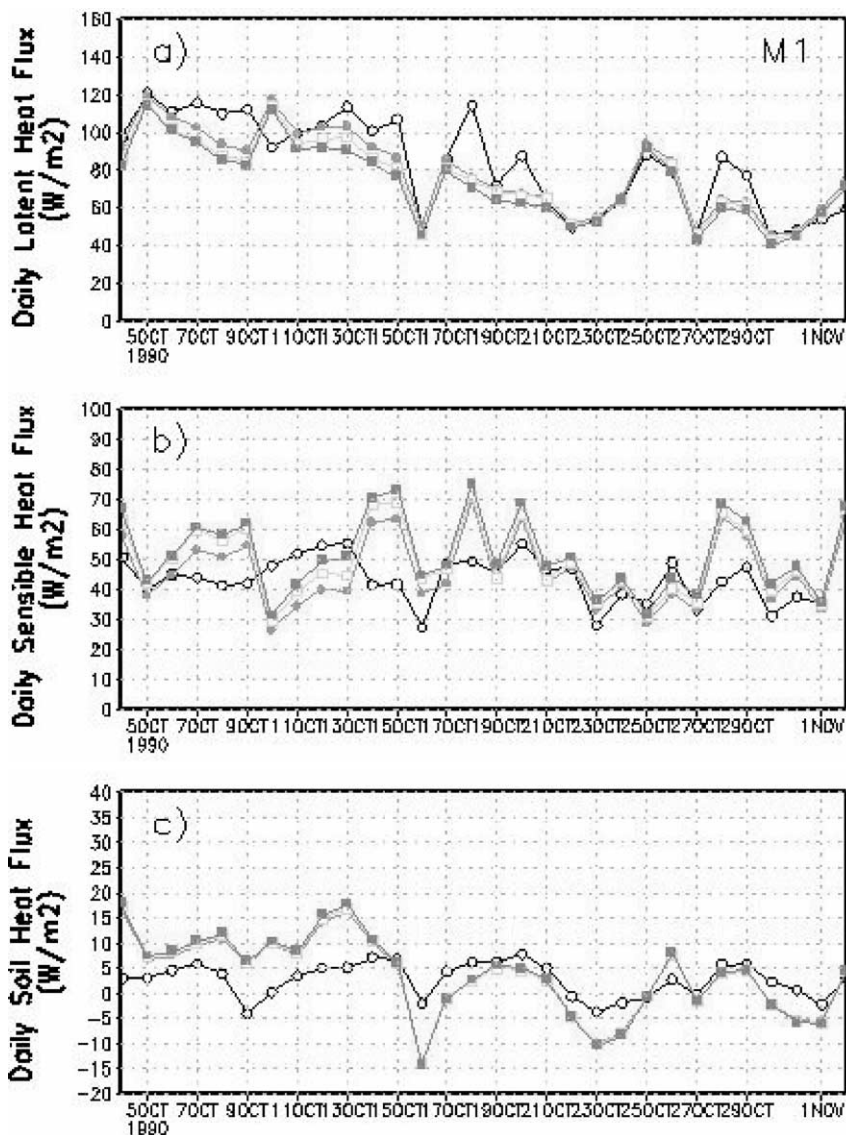 a)
M1
Daily Latent Heat Flux
(W/m2)
160
140
120
100
80
60
40
20
0
5OCT 7OCT 9OCT 11OCT 13OCT 15OCT 17OCT 19OCT 21OCT 23OCT 25OCT 27OCT 29OCT 1NOV
1990
b)
Daily Sensible Heat Flux
(W/m2)
100
90
80
70
60
50
40
30
20
10
0
5OCT 7OCT 9OCT 11OCT 13OCT 15OCT 17OCT 19OCT 21OCT 23OCT 25OCT 27OCT 29OCT 1NOV
1990
c)
Daily Soil Heat Flux
(W/m2)
40
35
30
25
20
15
10
5
0
-5
-10
-15
-20
5OCT 7OCT 9OCT 11OCT 13OCT 15OCT 17OCT 19OCT 21OCT 23OCT 25OCT 27OCT 29OCT 1NOV
1990